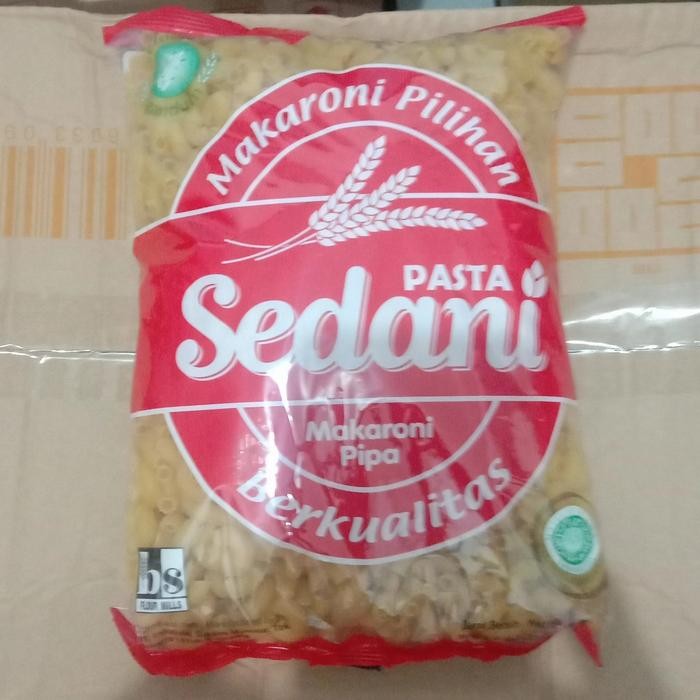 Makaroni Pilihan
PASTA
Sedani
Makaroni
Pipa
Berkualitas
bs
FLOUR MILLS